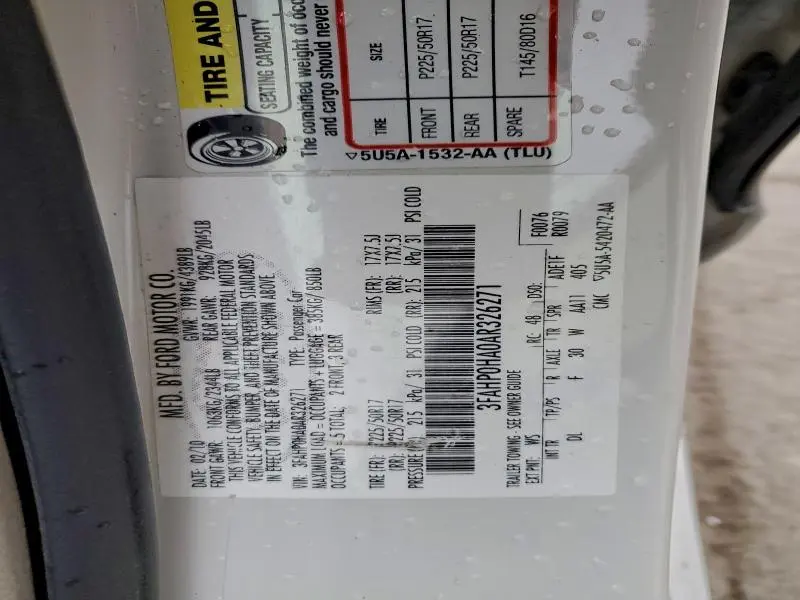 TIRE AND
SEATING CAPACITY
The combined weight of occ
and cargo should never
TIRE SIZE
FRONT P225/50R17
REAR P225/50R17
SPARE T145/80D16
5U5A-1532-AA (TLU)
MFD. BY FORD MOTOR CO.
02/10 GVWR: 1991KG/4389LB
FRONT GAWR: 1063KG/2344LB REAR GAWR: 928KG/2045LB
THIS VEHICLE CONFORMS TO ALL APPLICABLE FEDERAL MOTOR
VEHICLE SAFETY, BUMPER, AND THEFT PREVENTION STANDARDS
IN EFFECT ON THE DATE OF MANUFACTURE SHOWN ABOVE.
VIN: 3FAHP0HA0AR326271 TYPE: Passenger Car
MAXIMUM LOAD = OCCUPANTS + LUGGAGE = 385KG/850LB
OCCUPANTS = 5 TOTAL: 2 FRONT, 3 REAR
TIRE (FR): P225/50R17 RIMS (FR): 17X7.5J
(RR): P225/50R17 (RR): 17X7.5J
PRESSURE (FR): 215 kPa/ 31 PSI COLD (RR): 215 kPa/ 31 PSI COLD
3FAHP0HA0AR326271
F0076
R0079
TRAILER TOWING - SEE OWNER GUIDE
EXT.PNT: WS RC: 48 DSO:
INT TR TP/PS R AXLE TR SPR ADE1F
DL F 30 W AA11 405
CMC 5U5A-5420472-AA